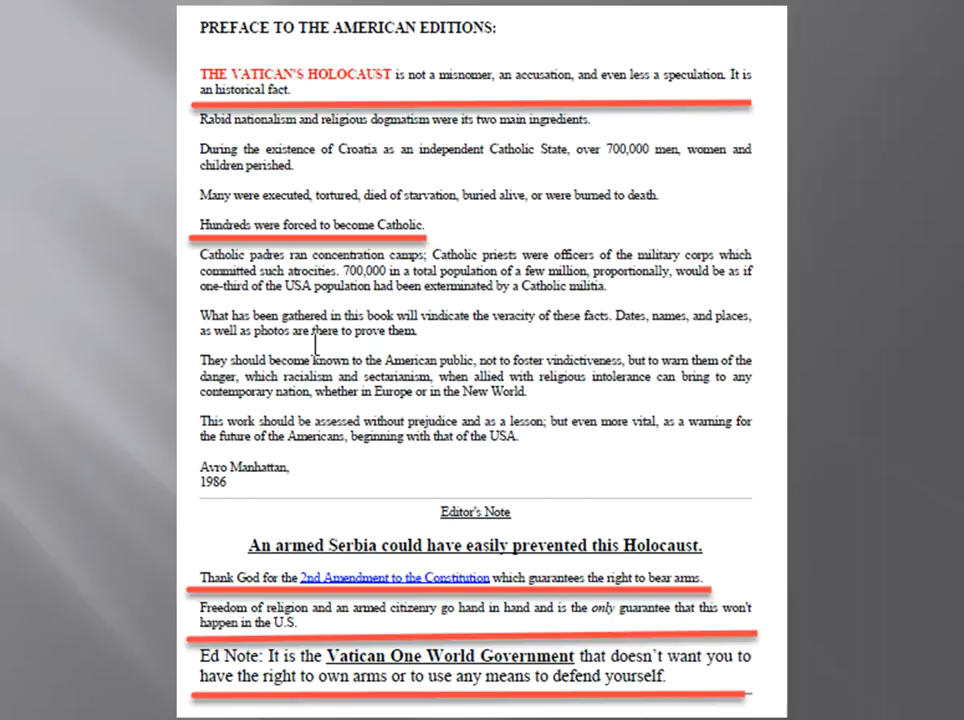 PREFACE TO THE AMERICAN EDITIONS:
THE VATICAN'S HOLOCAUST is not a misnomer, an accusation, and even less a speculation. It is
an historical fact.
Rabid nationalism and religious dogmatism were its two main ingredients.
During the existence of Croatia as an independent Catholic State, over 700,000 men, women and
children perished.
Many were executed, tortured, died of starvation, buried alive, or were burned to death.
Hundreds were forced to become Catholic.
Catholic padres ran concentration camps; Catholic priests were officers of the military corps which
committed such atrocities. 700,000 in a total population of a few million, proportionally, would be as if
one-third of the USA population had been exterminated by a Catholic militia.
What has been gathered in this book will vindicate the veracity of these facts. Dates, names, and places,
as well as photos are there to prove them.
They should become known to the American public, not to foster vindictiveness, but to warn them of the
danger, which racialism and sectarianism, when allied with religious intolerance can bring to any
contemporary nation, whether in Europe or in the New World.
This work should be assessed without prejudice and as a lesson; but even more vital, as a warning for
the future of the Americans, beginning with that of the USA.
Avro Manhattan,
1986
Editor's Note
An armed Serbia could have easily prevented this Holocaust.
Thank God for the 2nd Amendment to the Constitution which guarantees the right to bear arms.
Freedom of religion and an armed citizenry go hand in hand and is the only guarantee that this won't
happen in the U.S.
Ed Note: It is the Vatican One World Government that doesn't want you to
have the right to own arms or to use any means to defend yourself.